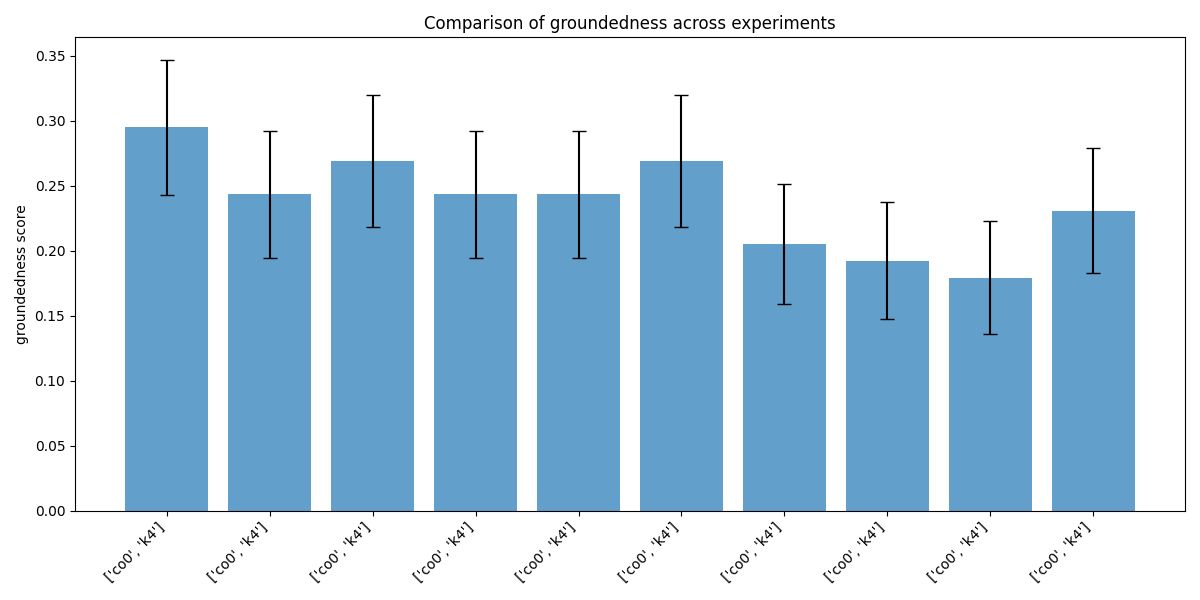 Comparison of groundedness across experiments
groundedness score
0.35
0.30
0.25
0.20
0.15
0.10
0.05
0.00
['co0', 'k4']
['co0', 'k4']
['co0', 'k4']
['co0', 'k4']
['co0', 'k4']
['co0', 'k4']
['co0', 'k4']
['co0', 'k4']
['co0', 'k4']
['co0', 'k4']